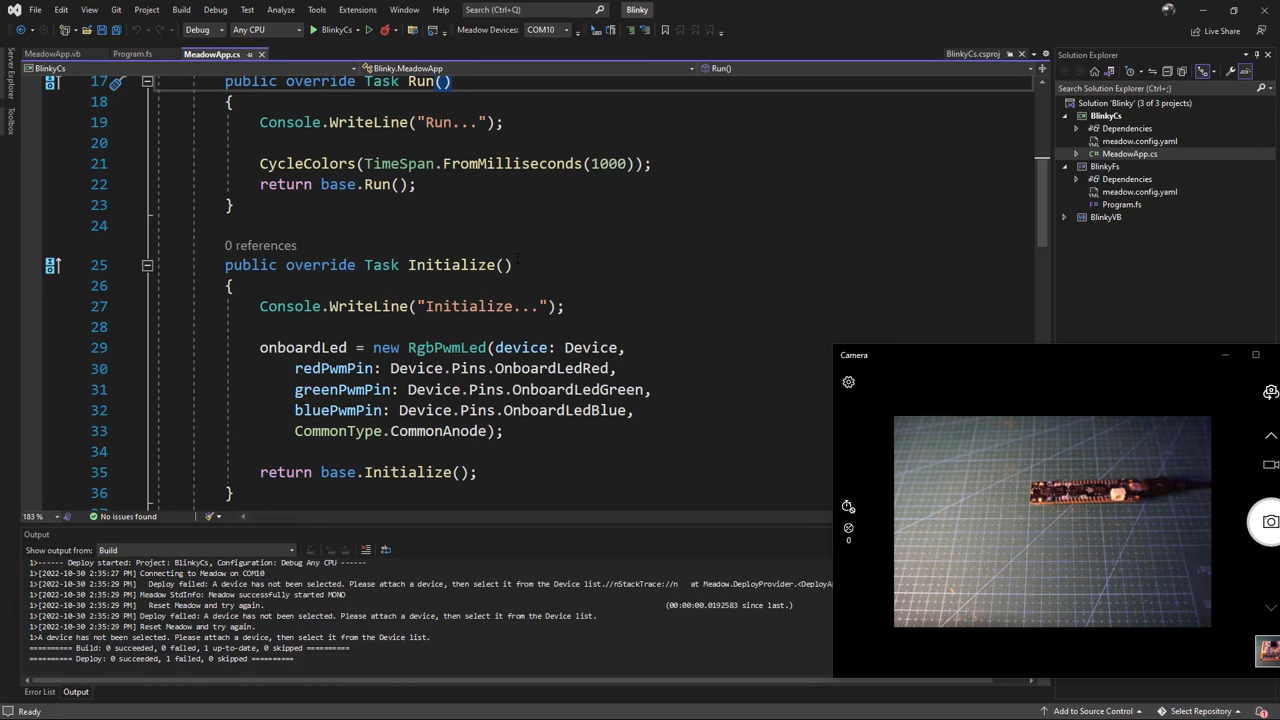 File Edit View Git Project Build Debug Test Analyze Tools Extensions Window Help Search (Ctrl+Q) Blinky
Debug Any CPU BlinkyCs Meadow Devices: COM10 Live Share
Server Explorer
Toolbox
MeadowApp.vb Program.fs MeadowApp.cs BlinkyCs.csproj
BlinkyCs Blinky.MeadowApp Run()
17 public override Task Run()
18 {
19 Console.WriteLine("Run...");
20
21 CycleColors(TimeSpan.FromMilliseconds(1000));
22 return base.Run();
23 }
24
0 references
25 public override Task Initialize()
26 {
27 Console.WriteLine("Initialize...");
28
29 onboardLed = new RgbPwmLed(device: Device,
30 redPwmPin: Device.Pins.OnboardLedRed,
31 greenPwmPin: Device.Pins.OnboardLedGreen,
32 bluePwmPin: Device.Pins.OnboardLedBlue,
33 CommonType.CommonAnode);
34
35 return base.Initialize();
36 }
183 % No issues found
Solution Explorer
Search Solution Explorer (Ctrl+;)
Solution 'Blinky' (3 of 3 projects)
BlinkyCs
Dependencies
meadow.config.yaml
MeadowApp.cs
BlinkyFs
Dependencies
meadow.config.yaml
Program.fs
BlinkyVB
Camera
0
Output
Show output from: Build
1>------ Deploy started: Project: BlinkyCs, Configuration: Debug Any CPU ------
1>[2022-10-30 2:35:27 PM] Connecting to Meadow on COM10
1>[2022-10-30 2:35:29 PM] Deploy failed: A device has not been selected. Please attach a device, then select it from the Device list.//nStackTrace://n at Meadow.DeployProvider.<DeployAp
1>[2022-10-30 2:35:29 PM] Meadow StdInfo: Meadow successfully started MONO
1>[2022-10-30 2:35:29 PM] Reset Meadow and try again. (00:00:00.0192583 since last.)
1>[2022-10-30 2:35:29 PM] Deploy failed: A device has not been selected. Please attach a device, then select it from the Device list.
1>[2022-10-30 2:35:29 PM] Reset Meadow and try again.
1>A device has not been selected. Please attach a device, then select it from the Device list.
========== Build: 0 succeeded, 0 failed, 1 up-to-date, 0 skipped ==========
========== Deploy: 0 succeeded, 1 failed, 0 skipped ==========
Error List Output
Ready Add to Source Control Select Repository 1